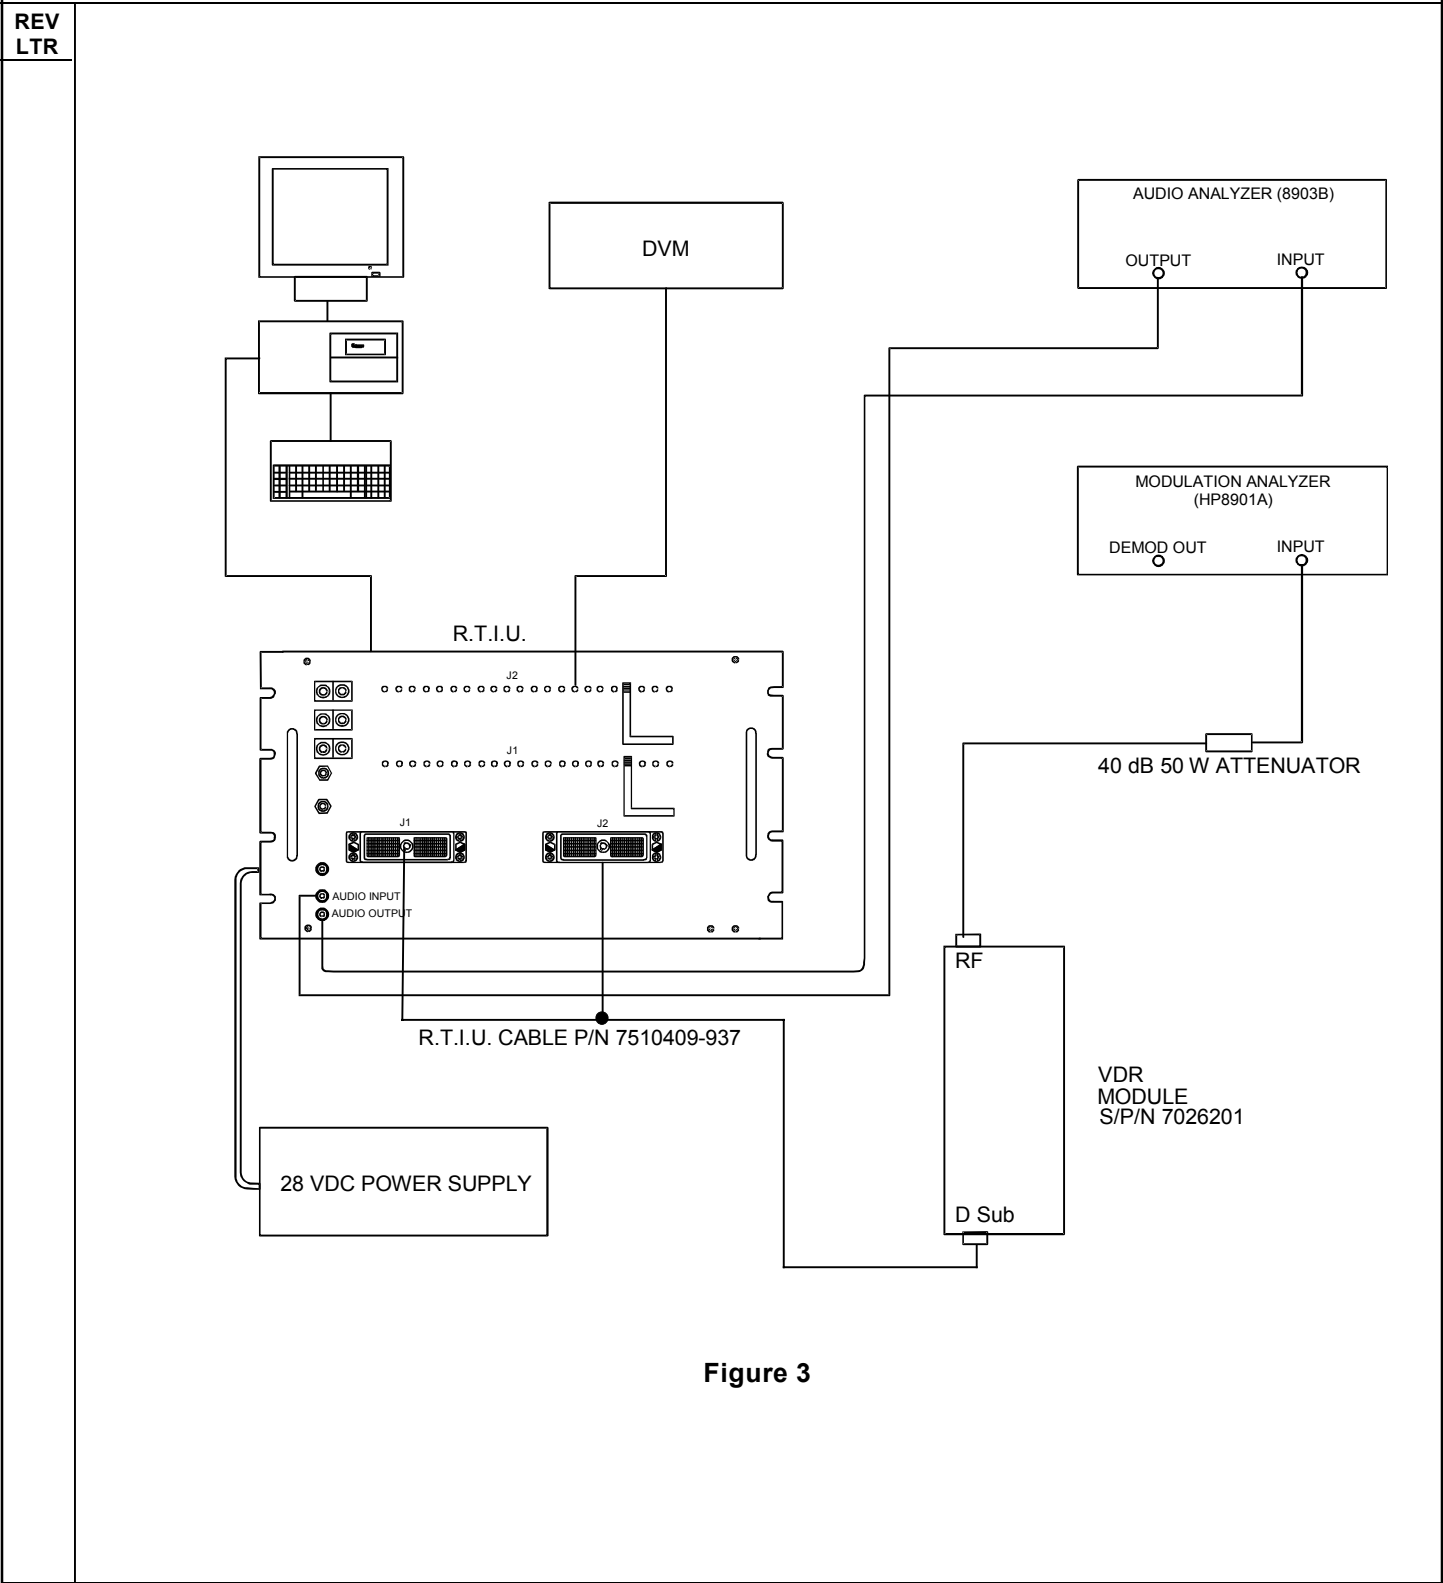 REV
LTR
AUDIO ANALYZER (8903B)
OUTPUT
INPUT
DVM
MODULATION ANALYZER
(HP8901A)
DEMOD OUT
INPUT
R.T.I.U.
J2
J1
40 dB 50 W ATTENUATOR
J1
J2
AUDIO INPUT
AUDIO OUTPUT
RF
R.T.I.U. CABLE P/N 7510409-937
VDR
MODULE
S/P/N 7026201
28 VDC POWER SUPPLY
D Sub
Figure 3